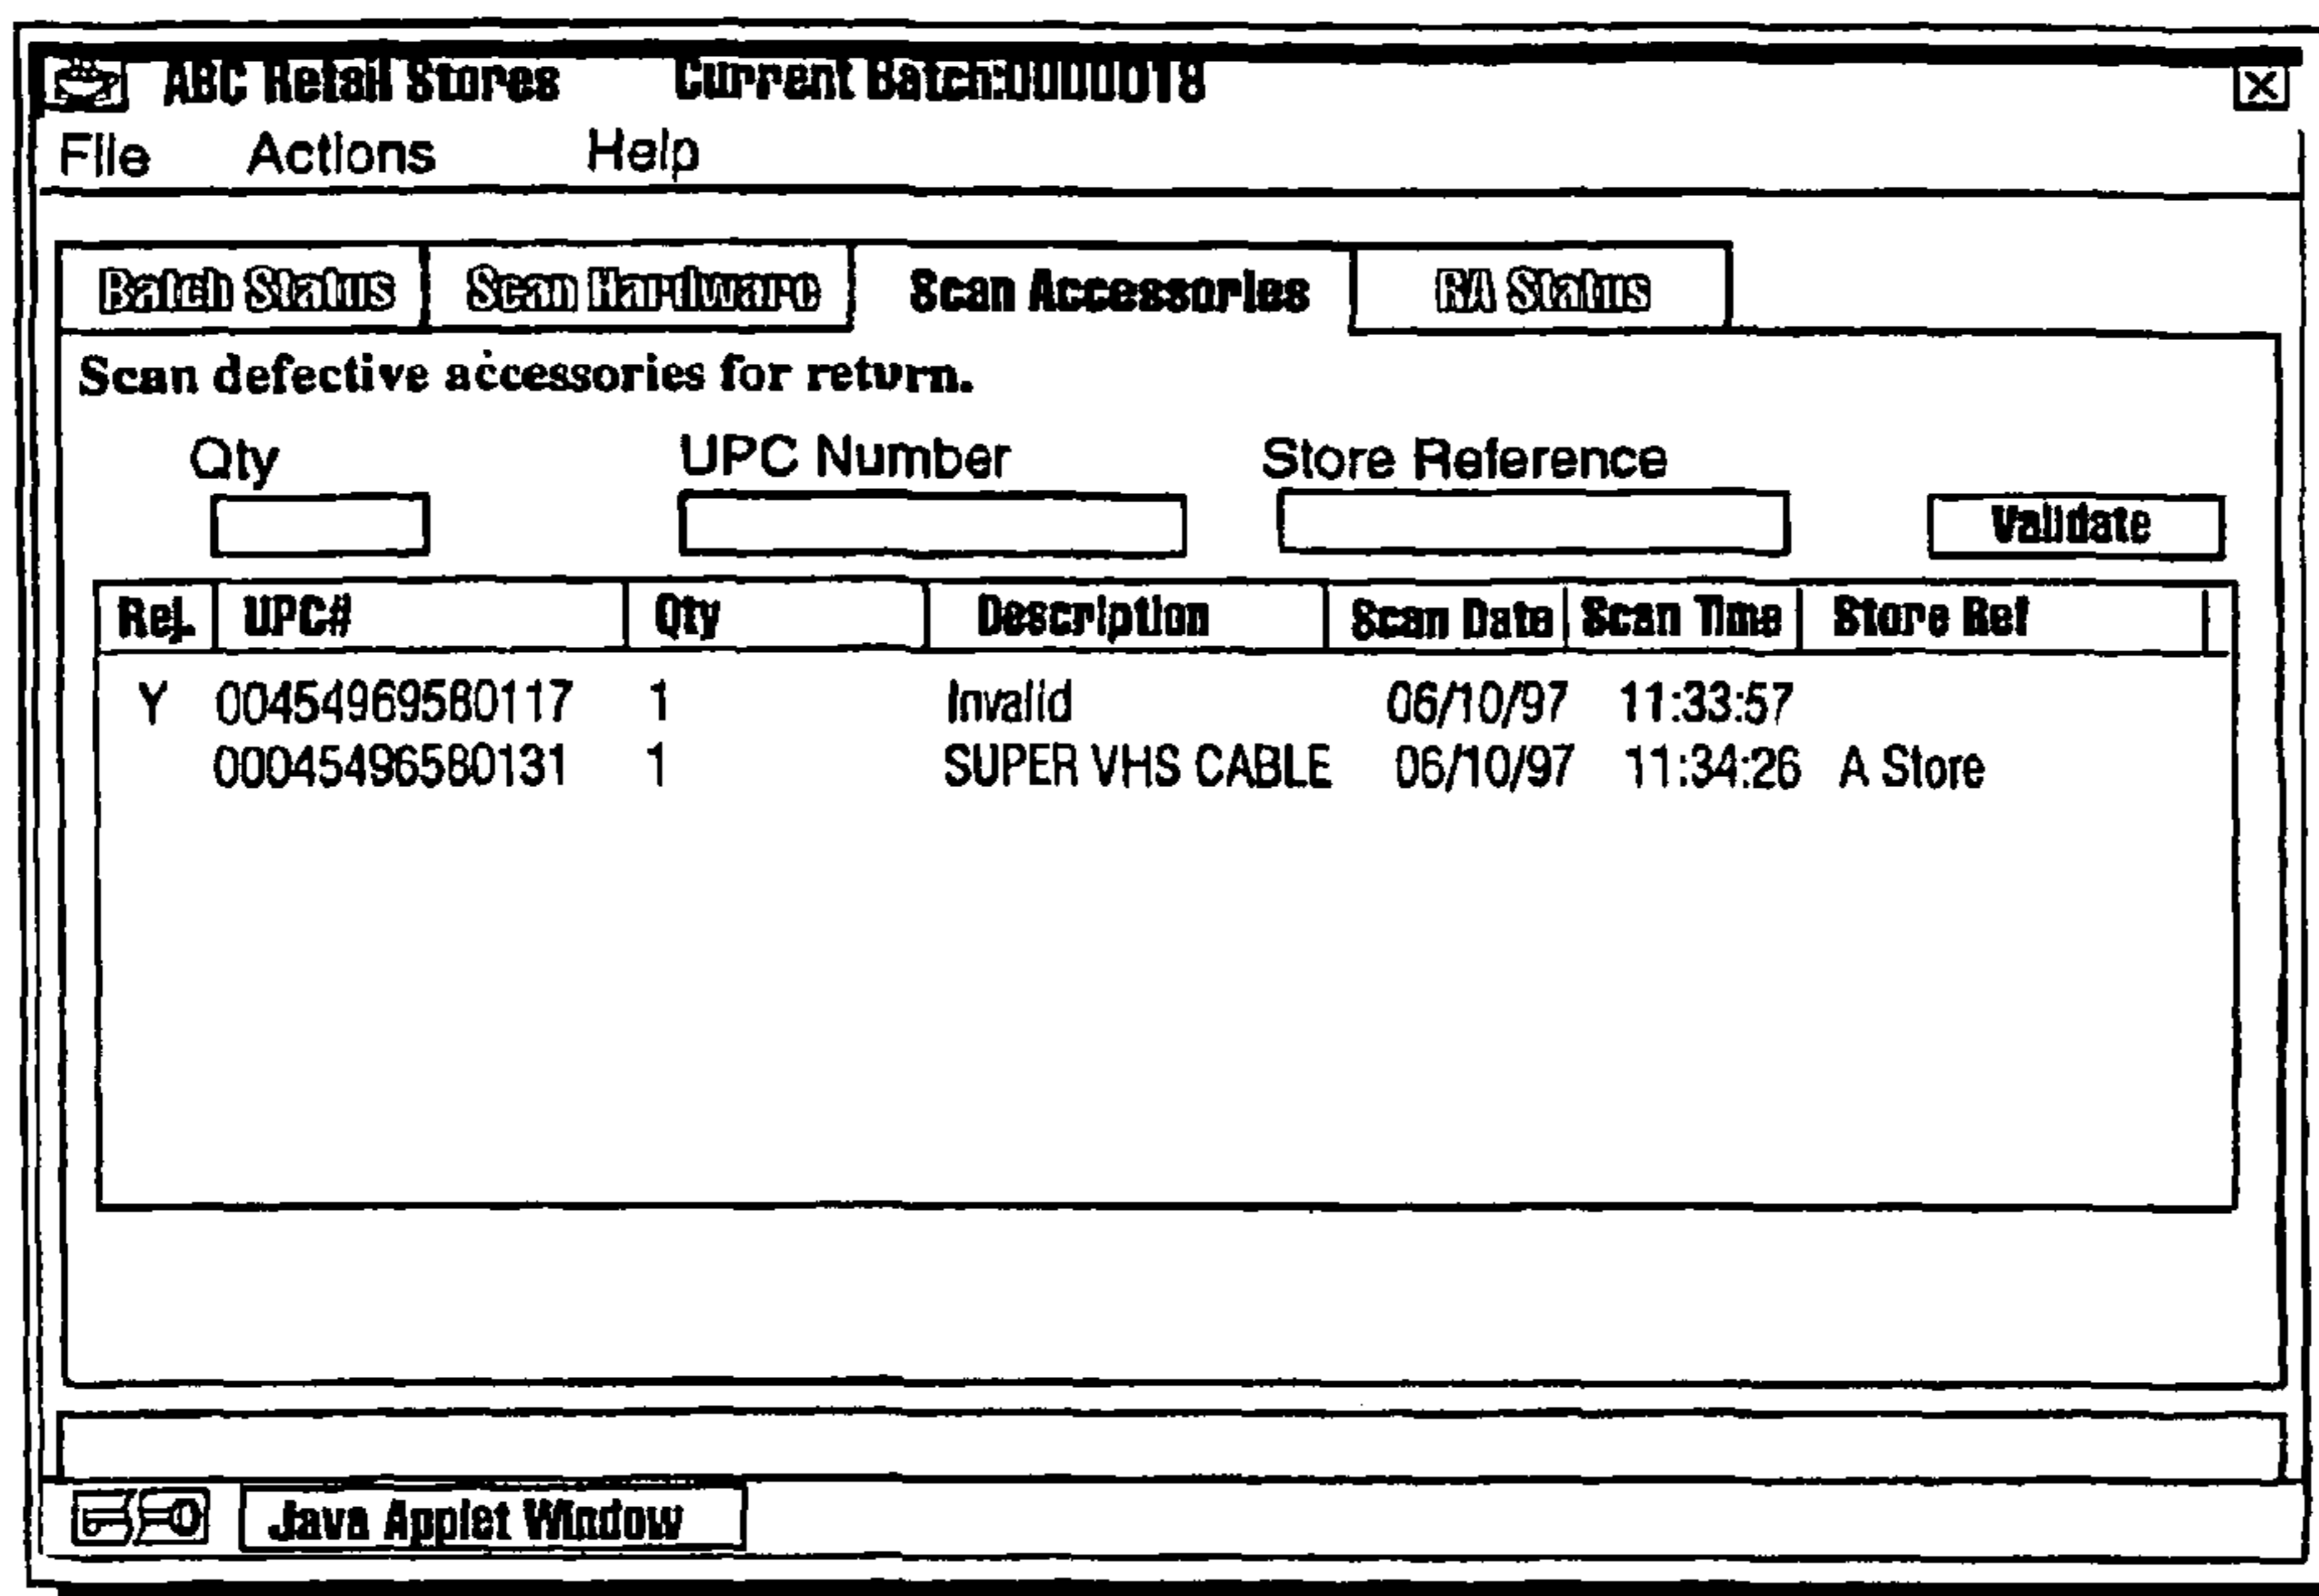 ABC Retail Stores Current Batch:0000018
File Actions Help
Batch Status Scan Hardware Scan Accessories RA Status
Scan defective accessories for return.
Qty UPC Number Store Reference
Validate
Rej. UPC# Qty Description Scan Date Scan Time Store Ref
Y 00454969580117 1 Invalid 06/10/97 11:33:57
00045496580131 1 SUPER VHS CABLE 06/10/97 11:34:26 A Store
Java Applet Window